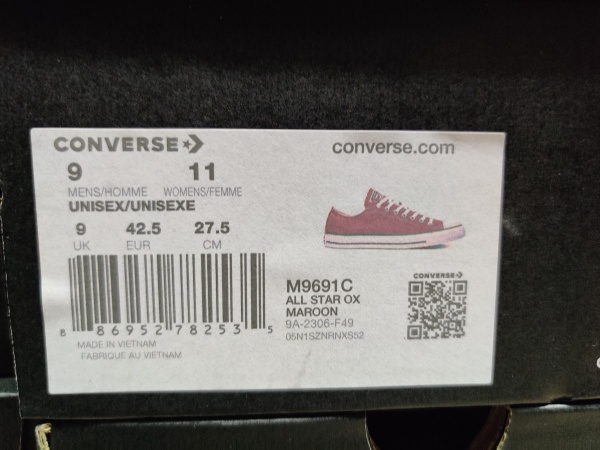 CONVERSE
converse.com
9 11
MENS/HOMME WOMENS/FEMME
UNISEX/UNISEXE
9 42.5 27.5
UK EUR CM
M9691C
ALL STAR OX
MAROON
9A-2306-F49
05N1SZNRNXS52
CONVERSE
8 86952 78253 5
MADE IN VIETNAM
FABRIQUE AU VIETNAM